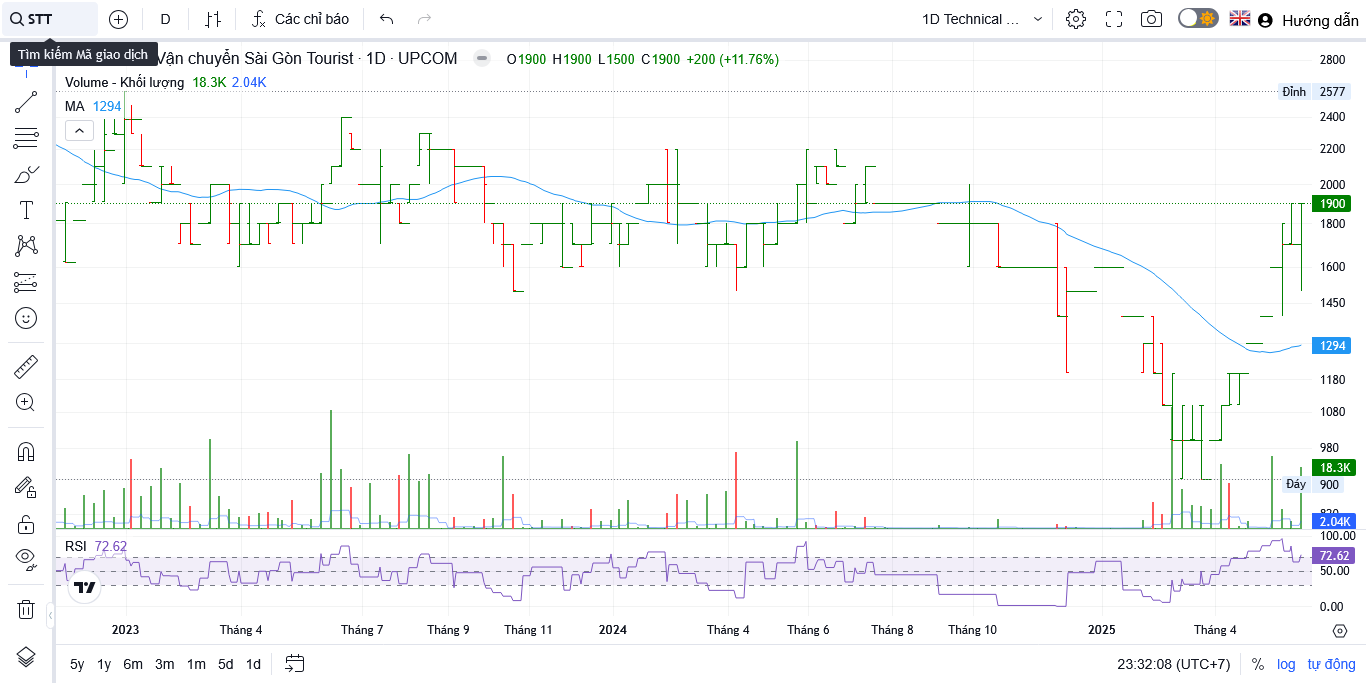 STT D Các chỉ báo 1D Technical ... Hướng dẫn
Tìm kiếm Mã giao dịch
Vận chuyển Sài Gòn Tourist · 1D · UPCOM O1900 H1900 L1500 C1900 +200 (+11.76%)
Volume - Khối lượng 18.3K 2.04K
MA 1294
2800
Đỉnh 2577
2400
2200
2000
1900
1800
1600
1450
1294
1180
1080
980
18.3K
Đáy 900
820
2.04K
RSI 72.62
100.00
72.62
50.00
0.00
2023 Tháng 4 Tháng 7 Tháng 9 Tháng 11 2024 Tháng 4 Tháng 6 Tháng 8 Tháng 10 2025 Tháng 4
5y 1y 6m 3m 1m 5d 1d 23:32:08 (UTC+7) % log tự động